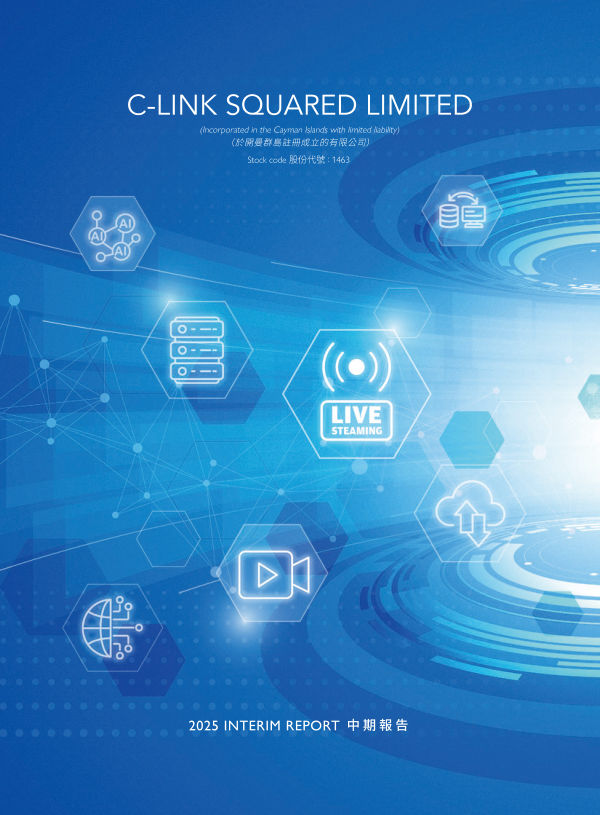 C-LINK SQUARED LIMITED
(Incorporated in the Cayman Islands with limited liability)
(於開曼群島註冊成立的有限公司)
Stock code 股份代號 : 1463
AI
AI
AI
LIVE
STEAMING
2025 INTERIM REPORT 中期報告